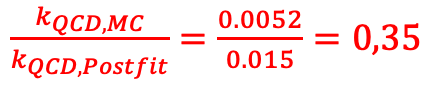 k_{QCD,MC} / k_{QCD,Postfit} = 0.0052 / 0.015 = 0,35